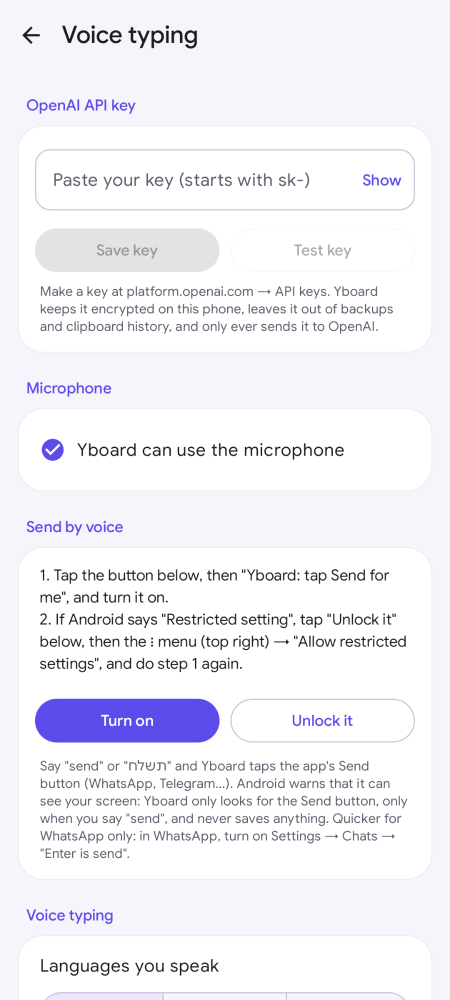 Voice typing
OpenAI API key
Paste your key (starts with sk-)
Show
Save key
Test key
Make a key at platform.openai.com → API keys. Yboard
keeps it encrypted on this phone, leaves it out of backups
and clipboard history, and only ever sends it to OpenAI.
Microphone
Yboard can use the microphone
Send by voice
1. Tap the button below, then "Yboard: tap Send for
me", and turn it on.
2. If Android says "Restricted setting", tap "Unlock it"
below, then the ⋮ menu (top right) → "Allow restricted
settings", and do step 1 again.
Turn on
Unlock it
Say "send" or "תשלח" and Yboard taps the app's Send
button (WhatsApp, Telegram…). Android warns that it can
see your screen: Yboard only looks for the Send button, only
when you say "send", and never saves anything. Quicker for
WhatsApp only: in WhatsApp, turn on Settings → Chats →
"Enter is send".
Voice typing
Languages you speak